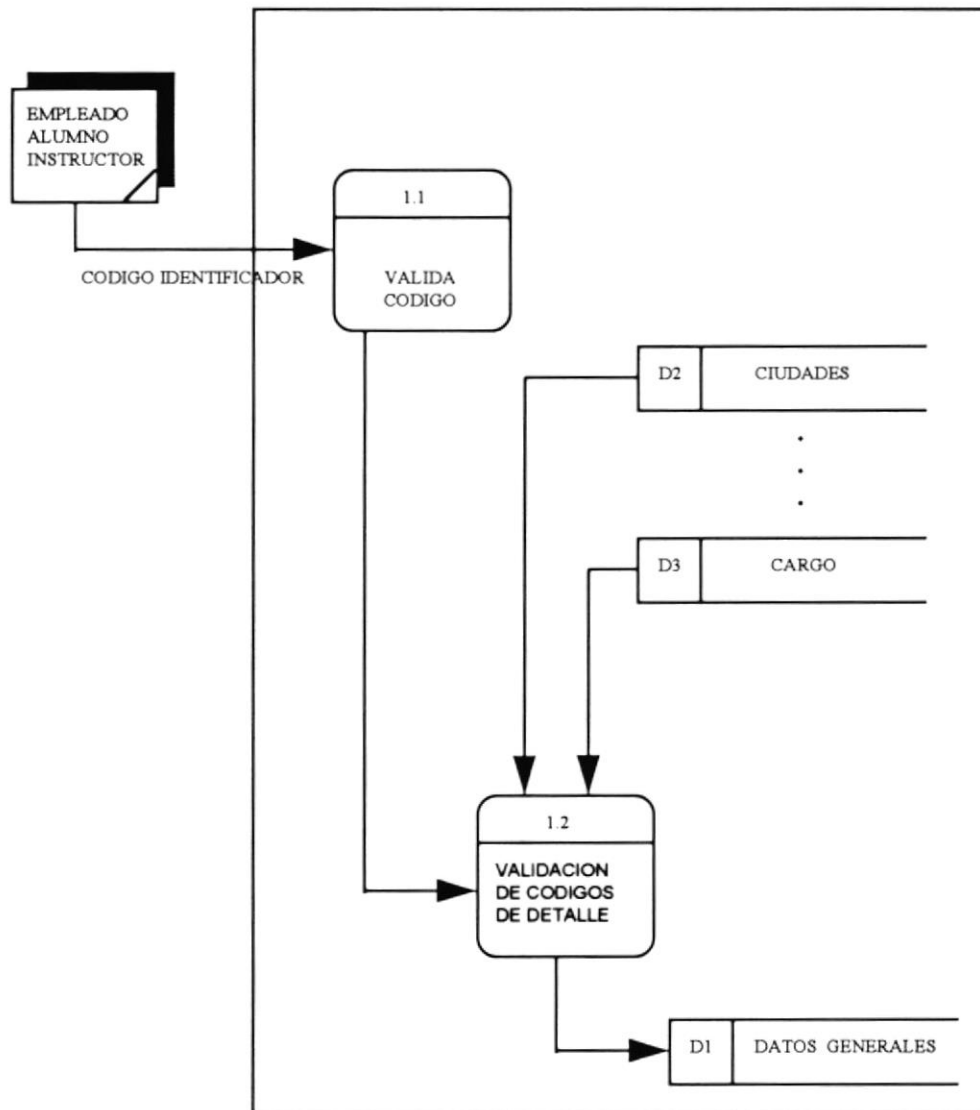 EMPLEADO
ALUMNO
INSTRUCTOR
CODIGO IDENTIFICADOR
1.1
VALIDA
CODIGO
D2 CIUDADES
D3 CARGO
1.2
VALIDACION
DE CODIGOS
DE DETALLE
D1 DATOS GENERALES